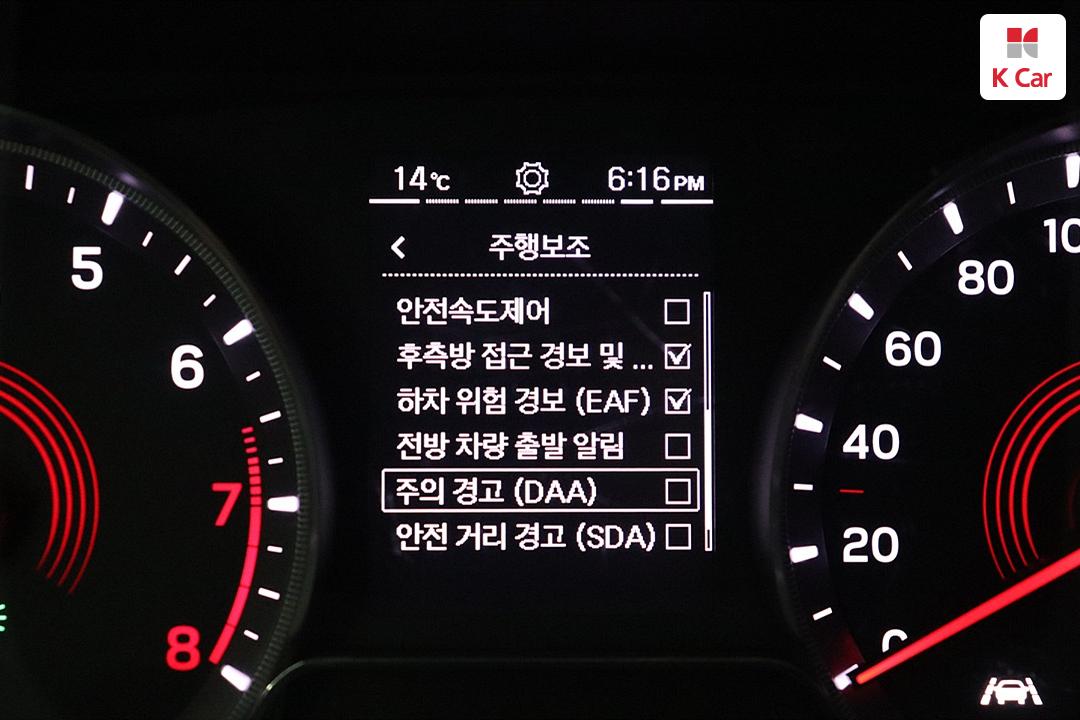 K Car
14℃ 6:16PM
주행보조
안전속도제어
후측방 접근 경보 및 ...
하차 위험 경보 (EAF)
전방 차량 출발 알림
주의 경고 (DAA)
안전 거리 경고 (SDA)
5
6
7
8
80
60
40
20
0